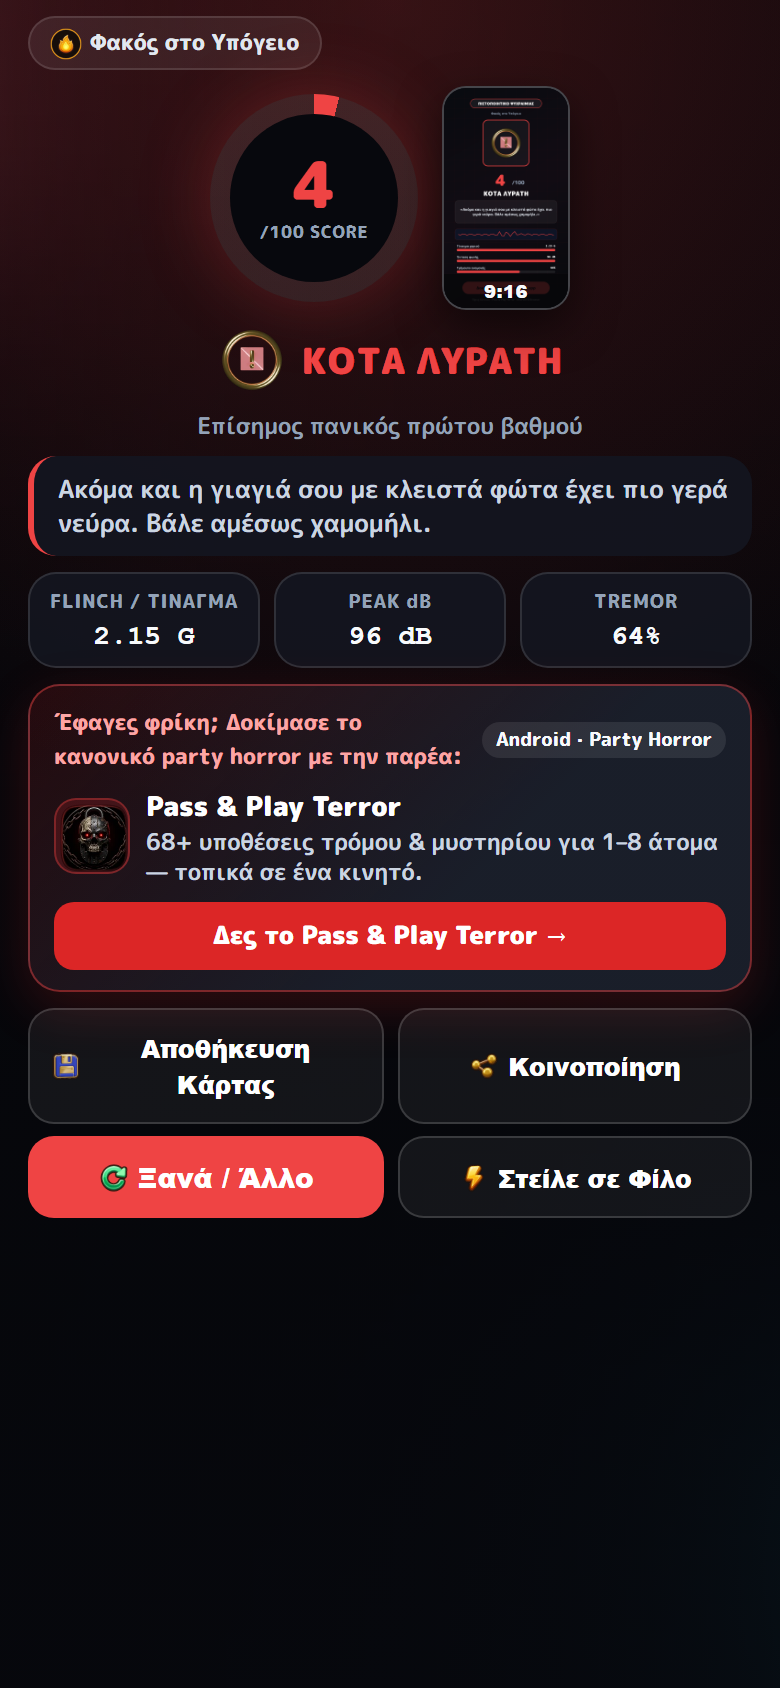 Φακός στο Υπόγειο
4
/100 SCORE
4 /100
ΚΟΤΑ ΛΥΡΑΤΗ
9:16
ΚΟΤΑ ΛΥΡΑΤΗ
Επίσημος πανικός πρώτου βαθμού
Ακόμα και η γιαγιά σου με κλειστά φώτα έχει πιο γερά
νεύρα. Βάλε αμέσως χαμομήλι.
FLINCH / ΤΙΝΑΓΜΑ
2.15 G
PEAK dB
96 dB
TREMOR
64%
Έφαγες φρίκη; Δοκίμασε το
κανονικό party horror με την παρέα:
Android · Party Horror
Pass & Play Terror
68+ υποθέσεις τρόμου & μυστηρίου για 1–8 άτομα
— τοπικά σε ένα κινητό.
Δες το Pass & Play Terror →
Αποθήκευση
Κάρτας
Κοινοποίηση
Ξανά / Άλλο
Στείλε σε Φίλο